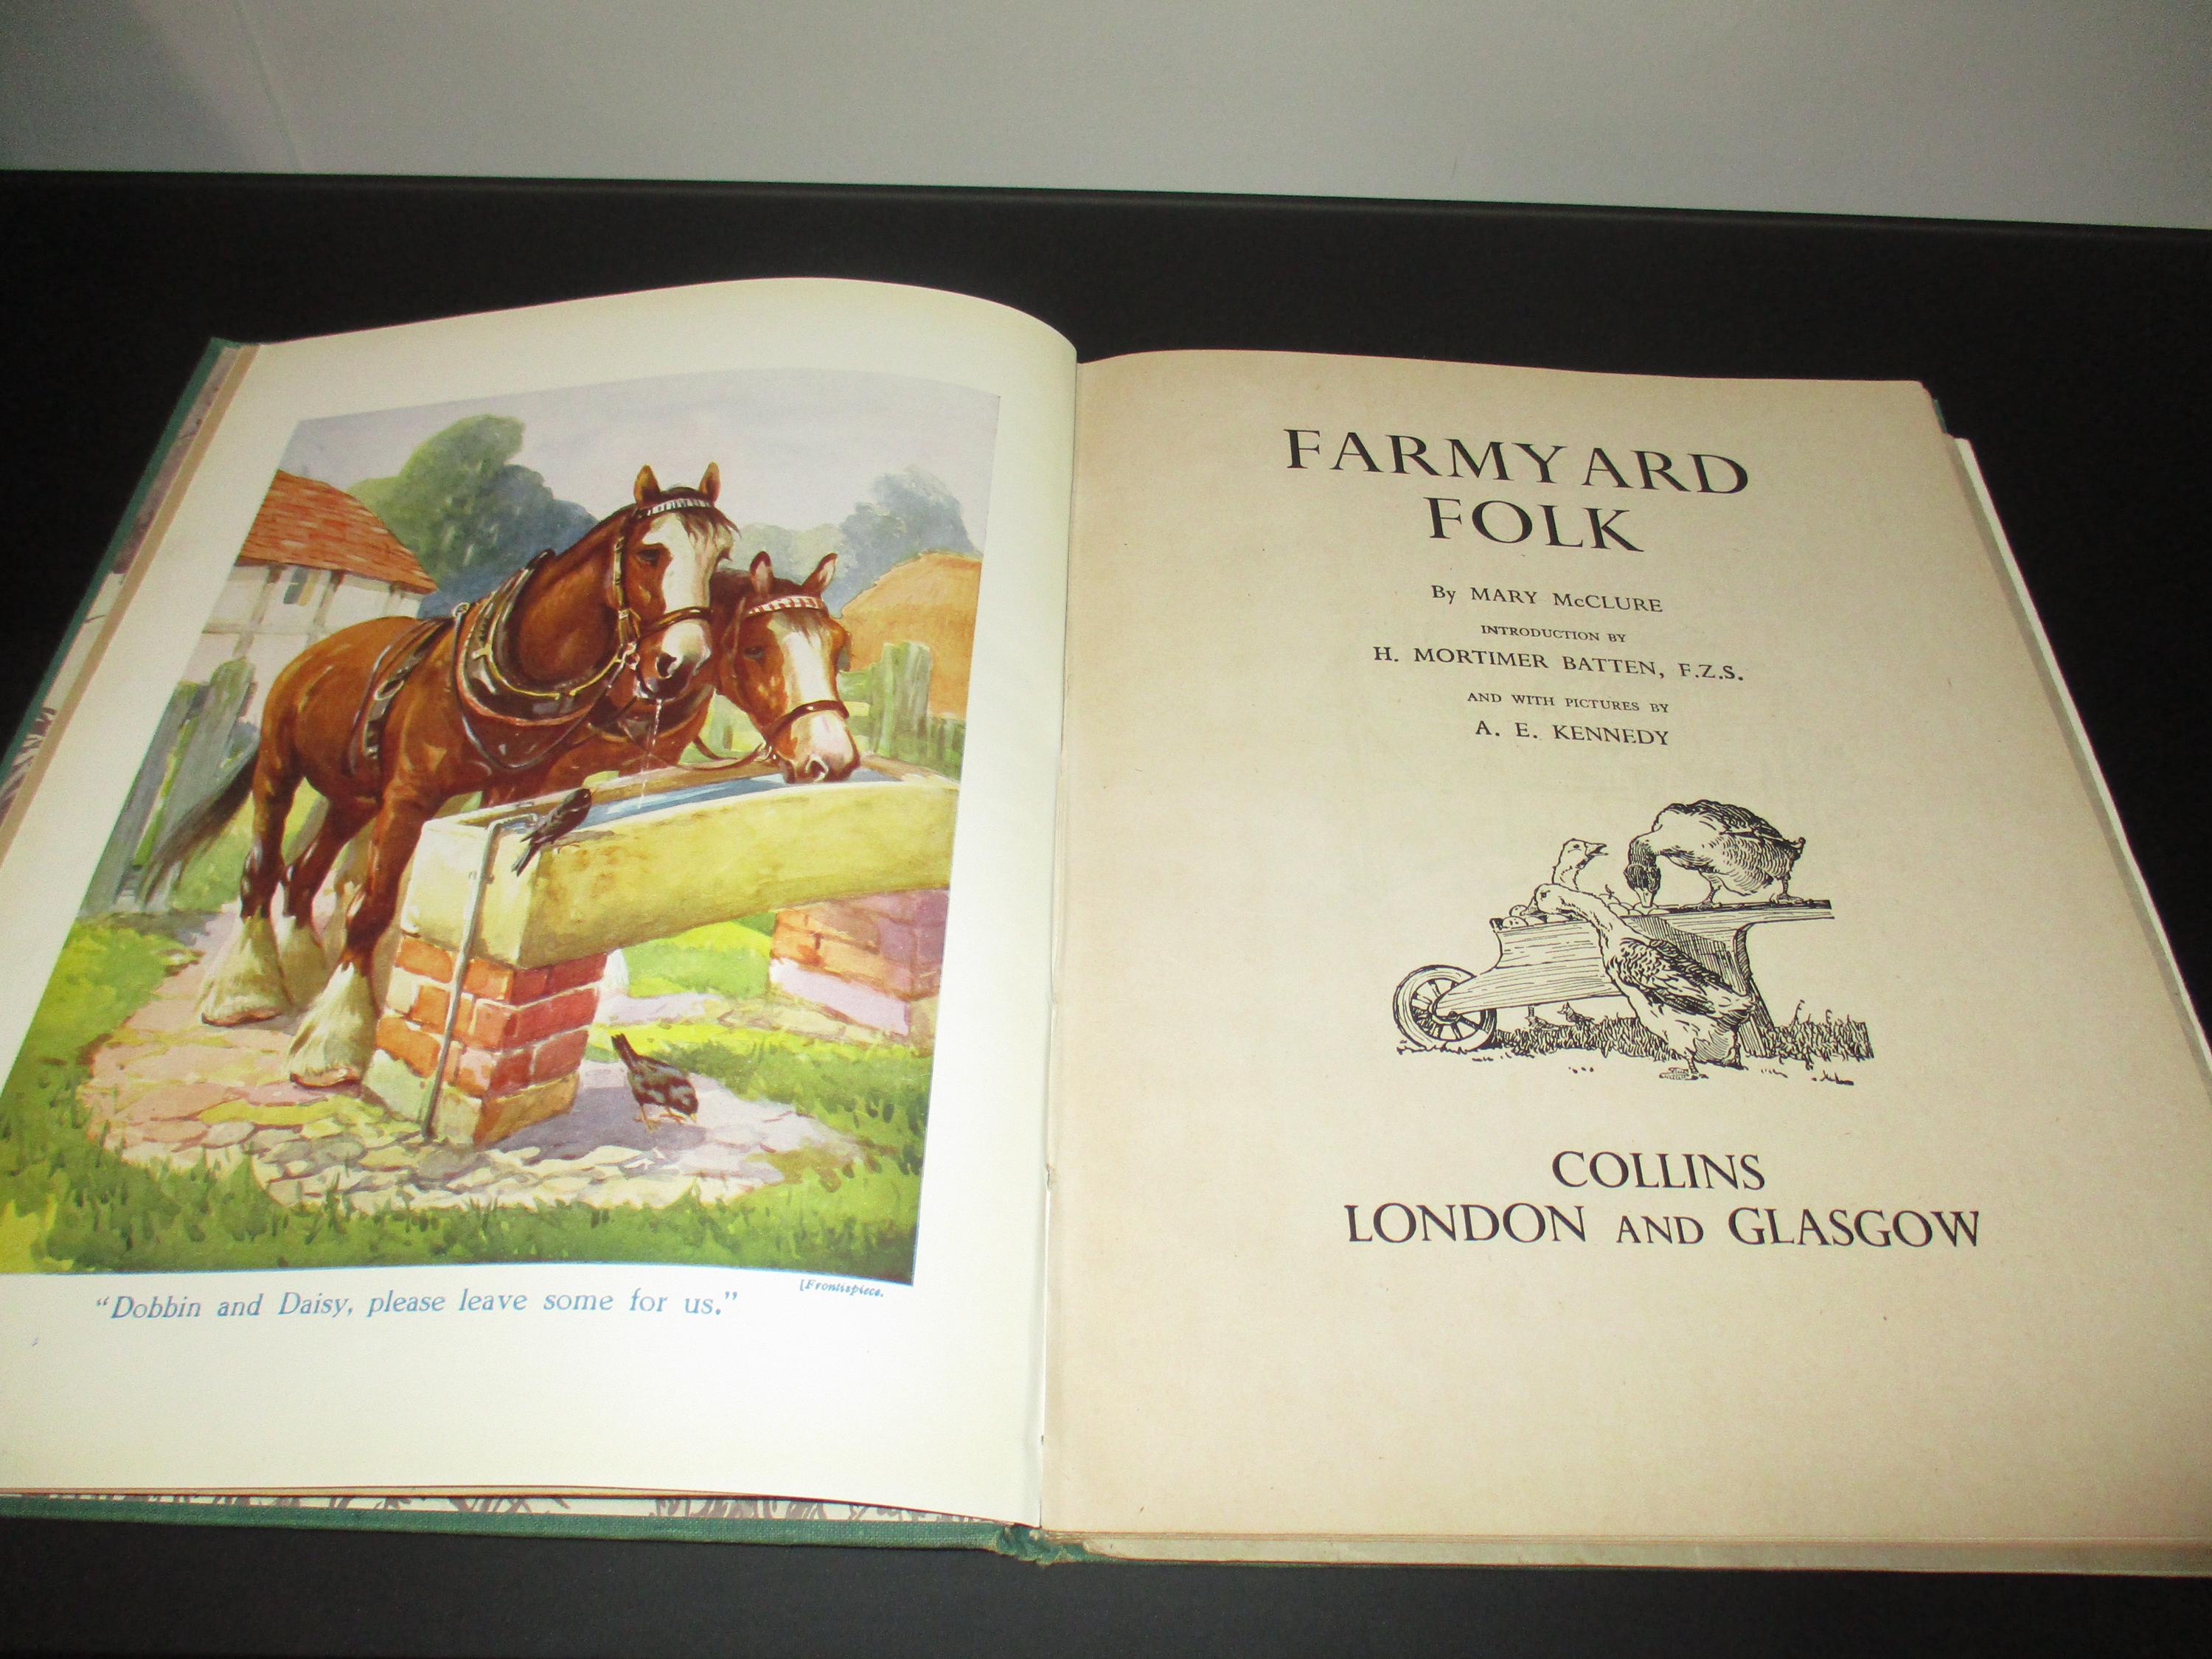 [Frontispiece.
"Dobbin and Daisy, please leave some for us."
FARMYARD
FOLK
By MARY McCLURE
INTRODUCTION BY
H. MORTIMER BATTEN, F.Z.S.
AND WITH PICTURES BY
A. E. KENNEDY
COLLINS
LONDON AND GLASGOW